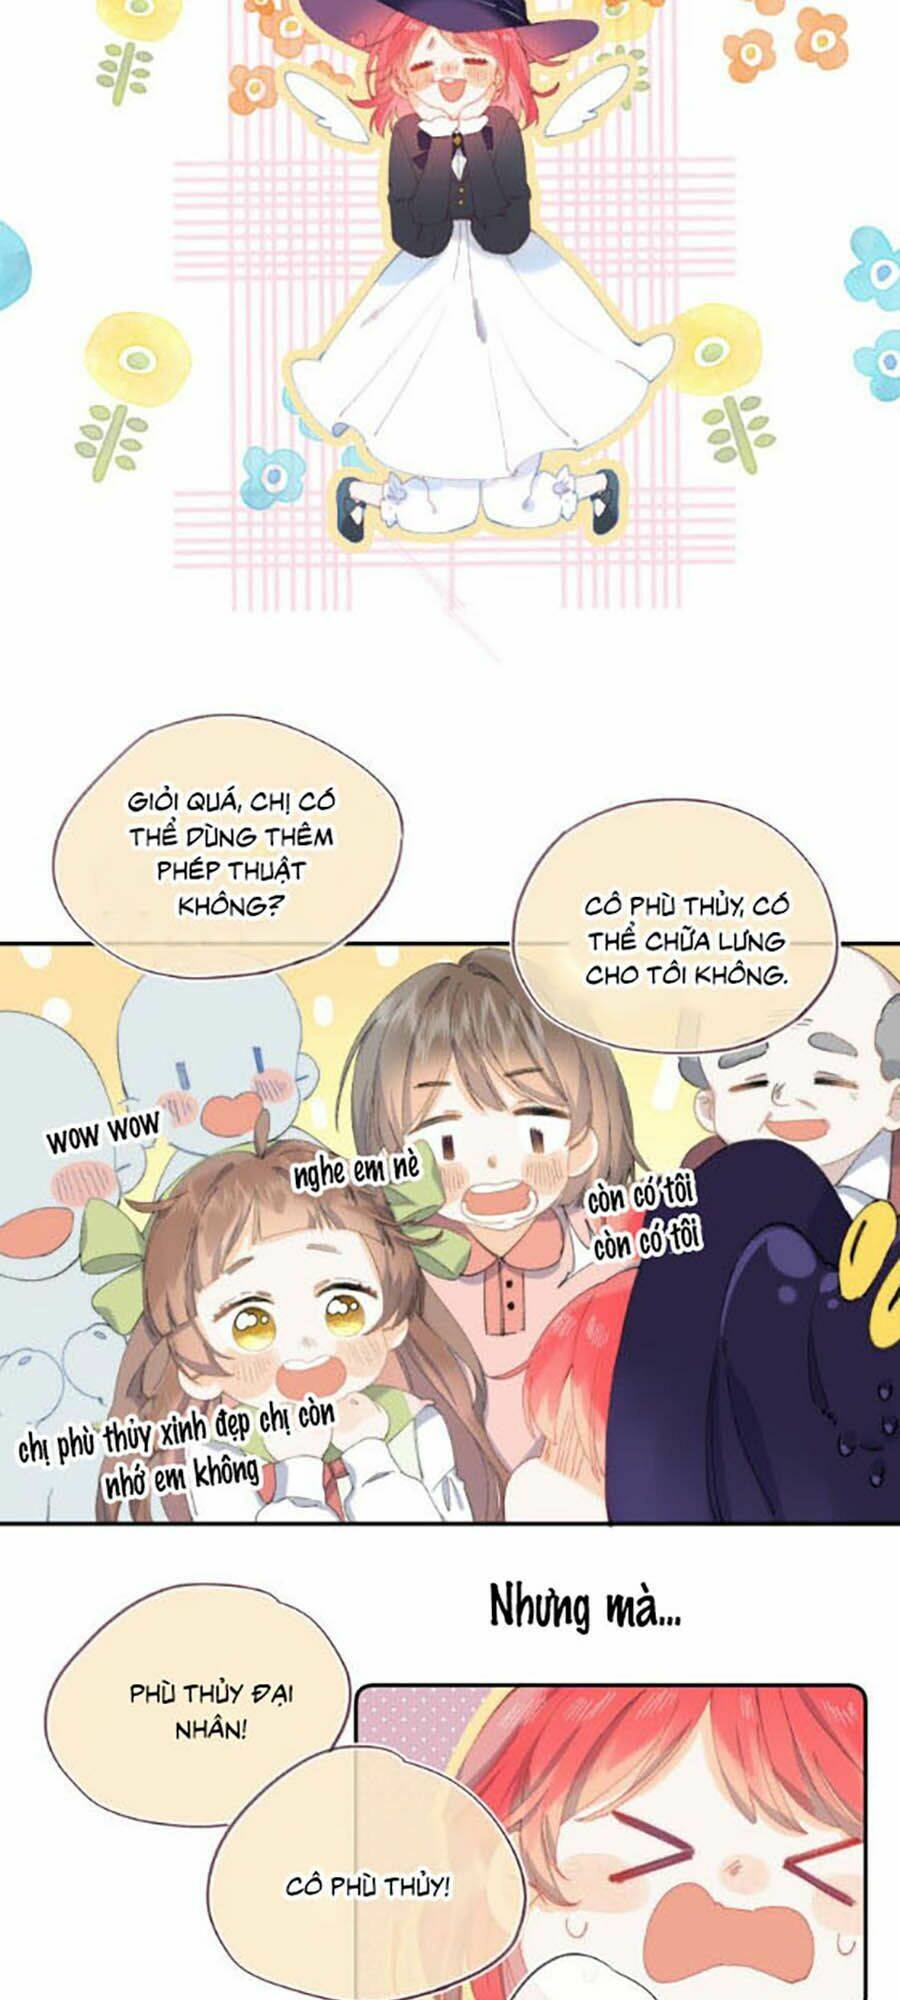 GIỎI QUÁ, CHỊ CÓ
THỂ DÙNG THÊM
PHÉP THUẬT
KHÔNG?
CÔ PHÙ THỦY, CÓ
THỂ CHỮA LƯNG
CHO TÔI KHÔNG.
WOW WOW
nghe em nè
còn có tôi
còn có tôi
chị phù thủy xinh đẹp chị còn
nhớ em không
Nhưng mà...
PHÙ THỦY ĐẠI
NHÂN!
CÔ PHÙ THỦY!